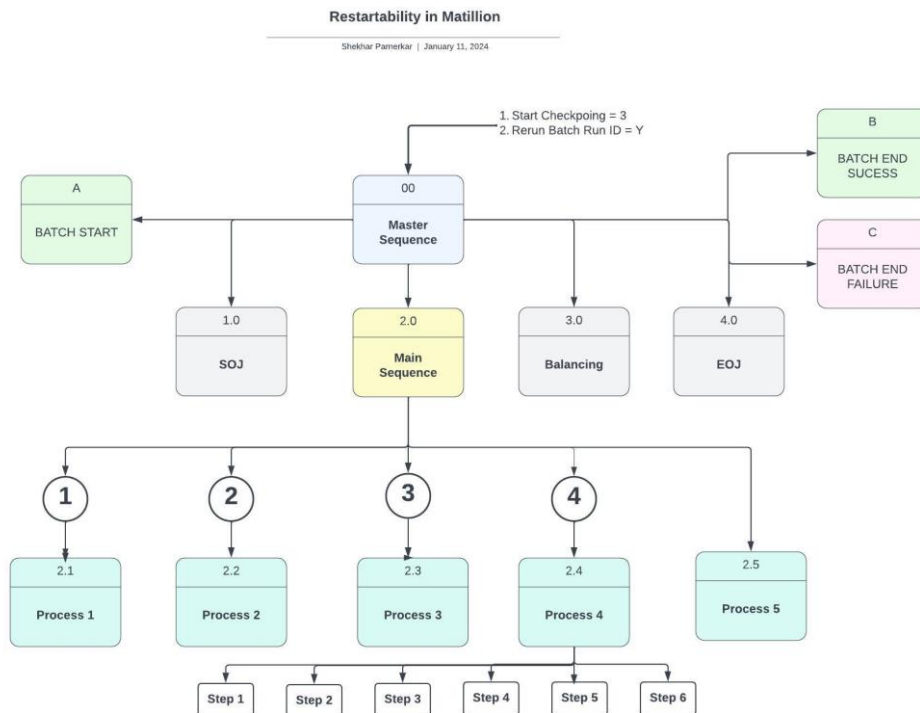 Restartability in Matillion
Shekhar Pamerkar | January 11, 2024
1. Start Checkpoing = 3
2. Rerun Batch Run ID = Y
B
BATCH END
SUCESS
A
BATCH START
00
Master
Sequence
C
BATCH END
FAILURE
1.0
SOJ
2.0
Main
Sequence
3.0
Balancing
4.0
EOJ
1
2
3
4
2.1
Process 1
2.2
Process 2
2.3
Process 3
2.4
Process 4
2.5
Process 5
Step 1
Step 2
Step 3
Step 4
Step 5
Step 6